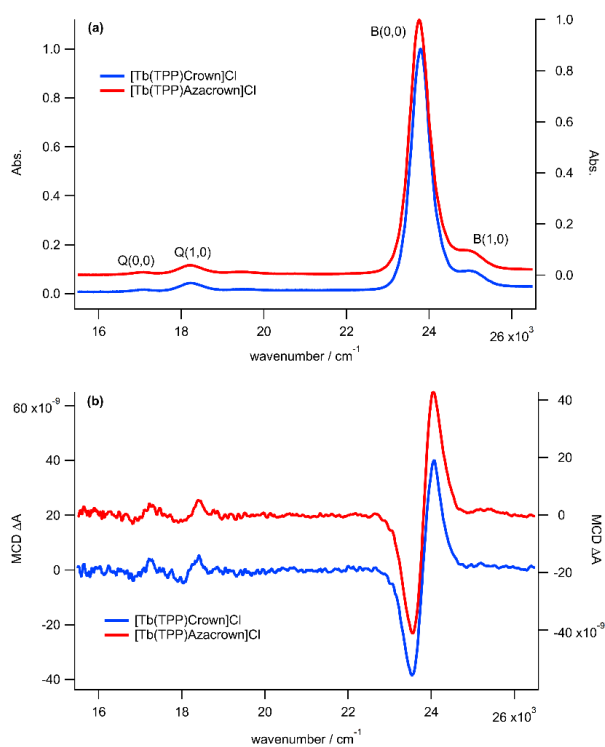 (a)
B(0,0)
[Tb(TPP)Crown]Cl
[Tb(TPP)Azacrown]Cl
Abs.
1.0
0.8
0.6
0.4
0.2
0.0
Abs.
1.0
0.8
0.6
0.4
0.2
0.0
Q(0,0)
Q(1,0)
B(1,0)
16 18 20 22 24 26 x10³
wavenumber / cm⁻¹
(b)
MCD ΔA
60 x10⁻⁹
40
20
0
-20
-40
MCD ΔA
40
20
0
-20
-40 x10⁻⁹
[Tb(TPP)Crown]Cl
[Tb(TPP)Azacrown]Cl
16 18 20 22 24 26 x10³
wavenumber / cm⁻¹